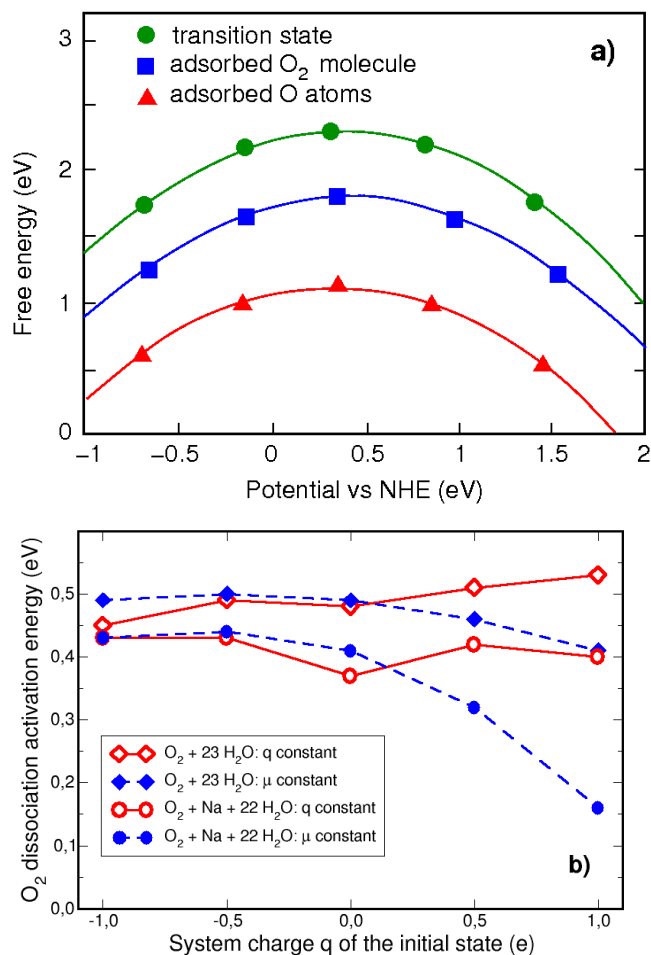 3
2
1
0
Free energy (eV)
transition state
adsorbed O₂ molecule
adsorbed O atoms
a)
−1 −0.5 0 0.5 1 1.5 2
Potential vs NHE (eV)
O₂ dissociation activation energy (eV)
0,5
0,4
0,3
0,2
0,1
0,0
O₂ + 23 H₂O: q constant
O₂ + 23 H₂O: μ constant
O₂ + Na + 22 H₂O: q constant
O₂ + Na + 22 H₂O: μ constant
b)
-1,0 -0,5 0,0 0,5 1,0
System charge q of the initial state (e)